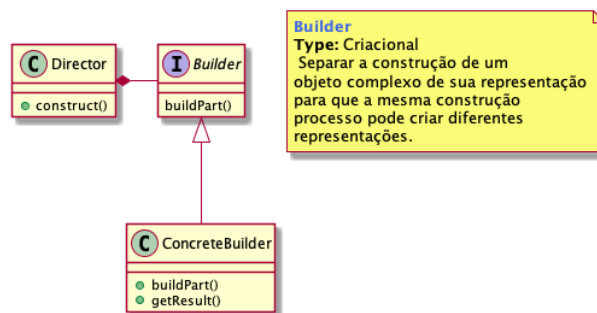 C Director
+ construct()
I Builder
buildPart()
C ConcreteBuilder
buildPart()
getResult()
Builder
Type: Criacional
Separar a construção de um
objeto complexo de sua representação
para que a mesma construção
processo pode criar diferentes
representações.